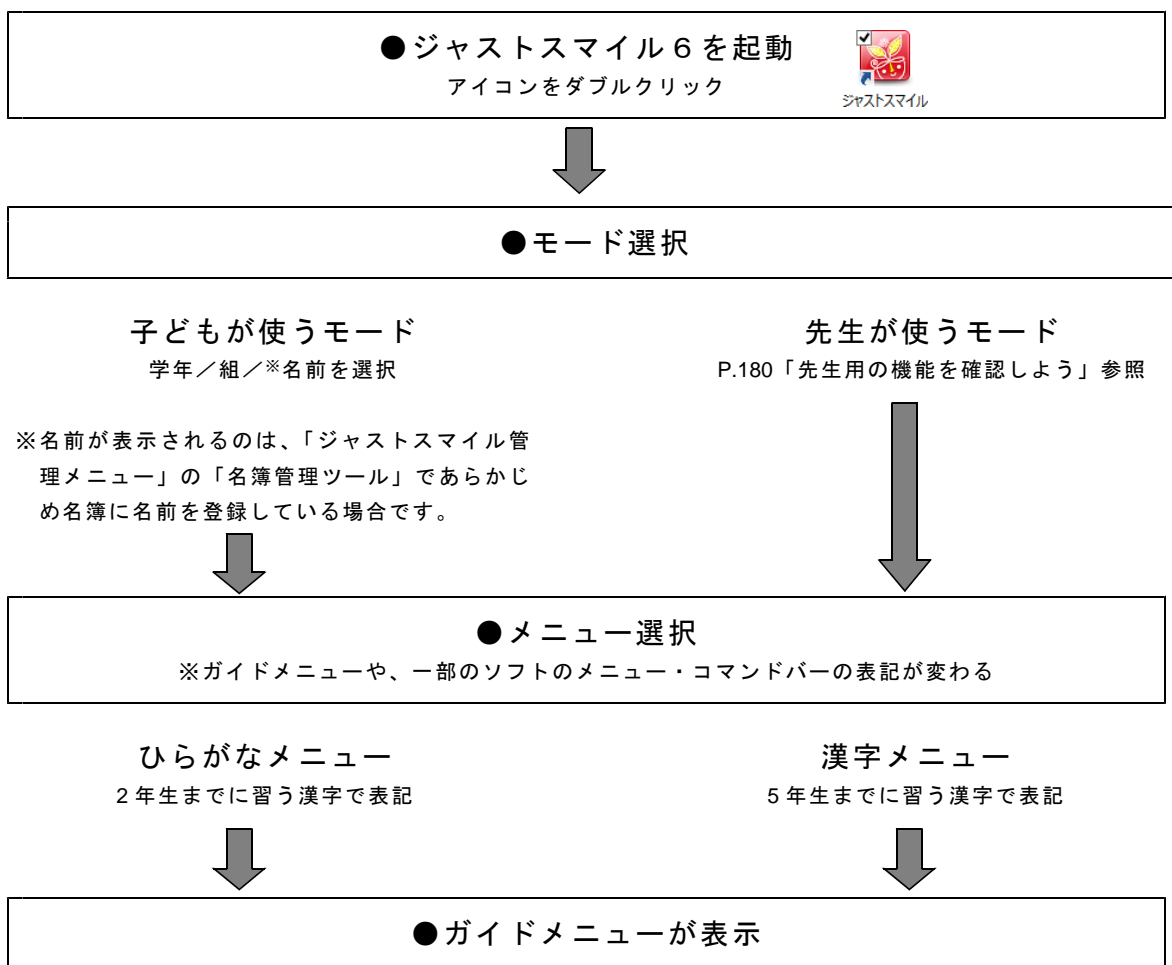 ●ジャストスマイル６を起動
アイコンをダブルクリック
ジャストスマイル
●モード選択
子どもが使うモード
学年／組／※名前を選択
先生が使うモード
P.180「先生用の機能を確認しよう」参照
※名前が表示されるのは、「ジャストスマイル管
理メニュー」の「名簿管理ツール」であらかじ
め名簿に名前を登録している場合です。
●メニュー選択
※ガイドメニューや、一部のソフトのメニュー・コマンドバーの表記が変わる
ひらがなメニュー
2年生までに習う漢字で表記
漢字メニュー
5年生までに習う漢字で表記
●ガイドメニューが表示